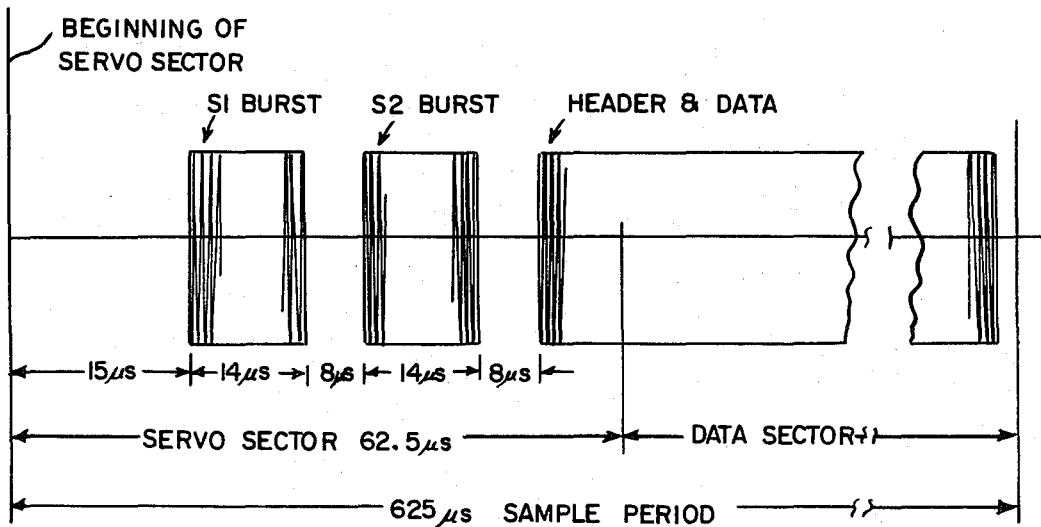 BEGINNING OF
SERVO SECTOR
S1 BURST
S2 BURST
HEADER & DATA
15µs
14µs
8µs
14µs
8µs
SERVO SECTOR 62.5µs
DATA SECTOR
625µs SAMPLE PERIOD